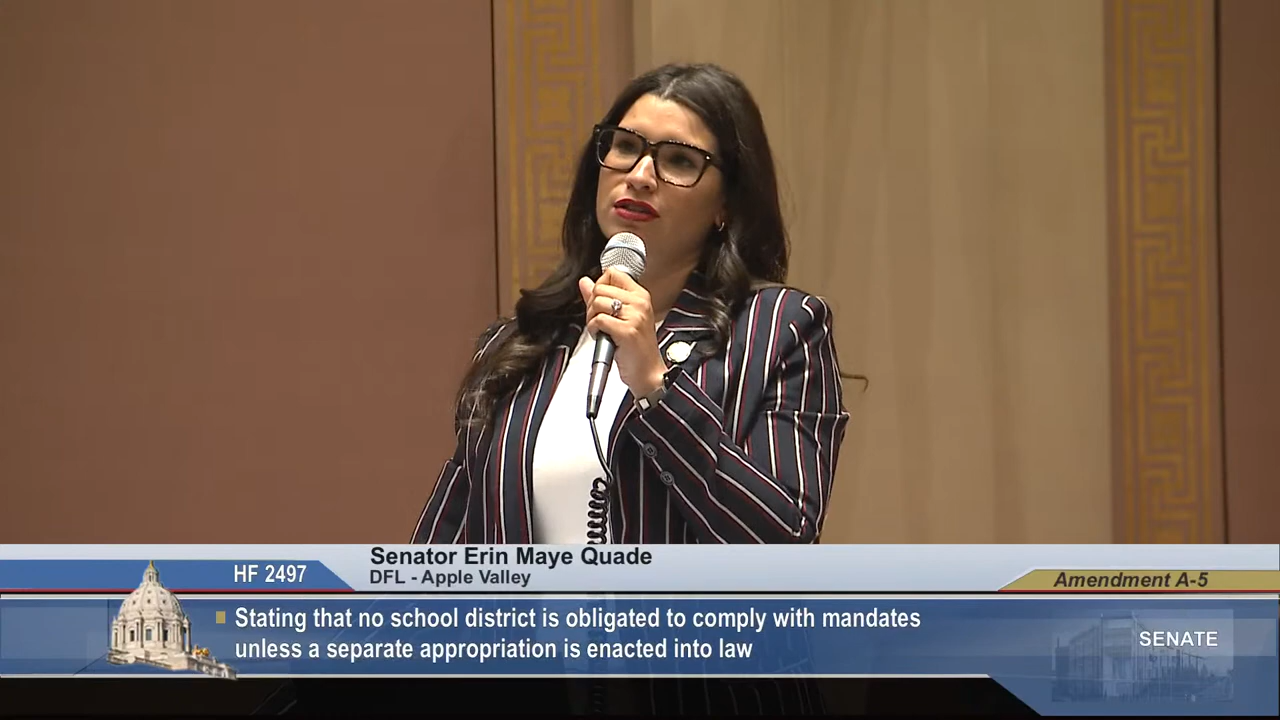 Senator Erin Maye Quade
HF 2497
DFL - Apple Valley
Amendment A-5
Stating that no school district is obligated to comply with mandates
unless a separate appropriation is enacted into law
SENATE